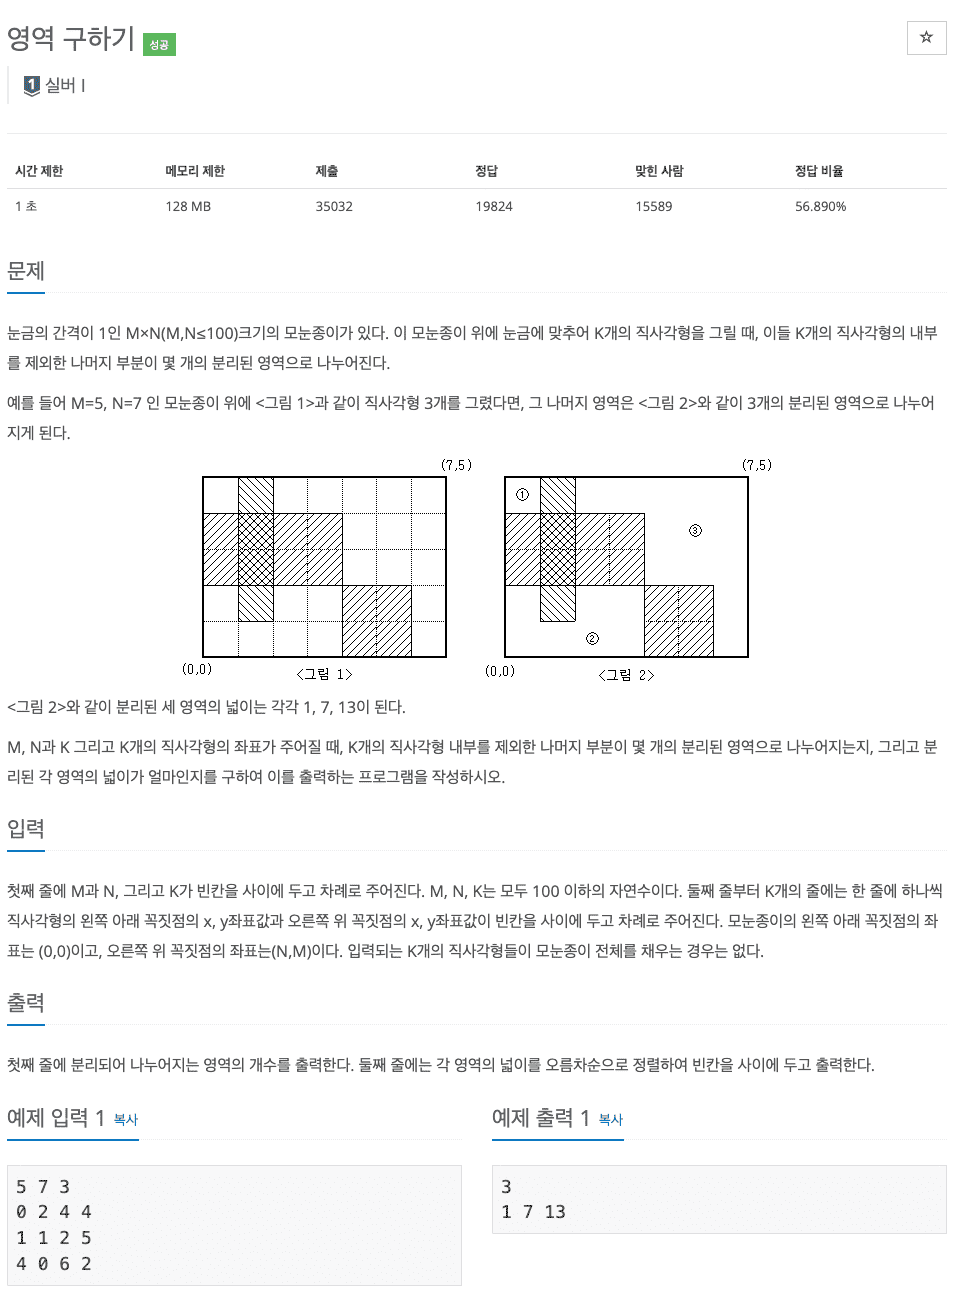 영역 구하기 성공
☆
1 실버 I
시간 제한 메모리 제한 제출 정답 맞힌 사람 정답 비율
1 초 128 MB 35032 19824 15589 56.890%
문제
눈금의 간격이 1인 M×N(M,N≤100)크기의 모눈종이가 있다. 이 모눈종이 위에 눈금에 맞추어 K개의 직사각형을 그릴 때, 이들 K개의 직사각형의 내부
를 제외한 나머지 부분이 몇 개의 분리된 영역으로 나누어진다.
예를 들어 M=5, N=7 인 모눈종이 위에 <그림 1>과 같이 직사각형 3개를 그렸다면, 그 나머지 영역은 <그림 2>와 같이 3개의 분리된 영역으로 나누어
지게 된다.
(7,5) (7,5)
①
③
②
(0,0) (0,0)
<그림 1> <그림 2>
<그림 2>와 같이 분리된 세 영역의 넓이는 각각 1, 7, 13이 된다.
M, N과 K 그리고 K개의 직사각형의 좌표가 주어질 때, K개의 직사각형 내부를 제외한 나머지 부분이 몇 개의 분리된 영역으로 나누어지는지, 그리고 분
리된 각 영역의 넓이가 얼마인지를 구하여 이를 출력하는 프로그램을 작성하시오.
입력
첫째 줄에 M과 N, 그리고 K가 빈칸을 사이에 두고 차례로 주어진다. M, N, K는 모두 100 이하의 자연수이다. 둘째 줄부터 K개의 줄에는 한 줄에 하나씩
직사각형의 왼쪽 아래 꼭짓점의 x, y좌표값과 오른쪽 위 꼭짓점의 x, y좌표값이 빈칸을 사이에 두고 차례로 주어진다. 모눈종이의 왼쪽 아래 꼭짓점의 좌
표는 (0,0)이고, 오른쪽 위 꼭짓점의 좌표는(N,M)이다. 입력되는 K개의 직사각형들이 모눈종이 전체를 채우는 경우는 없다.
출력
첫째 줄에 분리되어 나누어지는 영역의 개수를 출력한다. 둘째 줄에는 각 영역의 넓이를 오름차순으로 정렬하여 빈칸을 사이에 두고 출력한다.
예제 입력 1 복사
5 7 3
0 2 4 4
1 1 2 5
4 0 6 2
예제 출력 1 복사
3
1 7 13